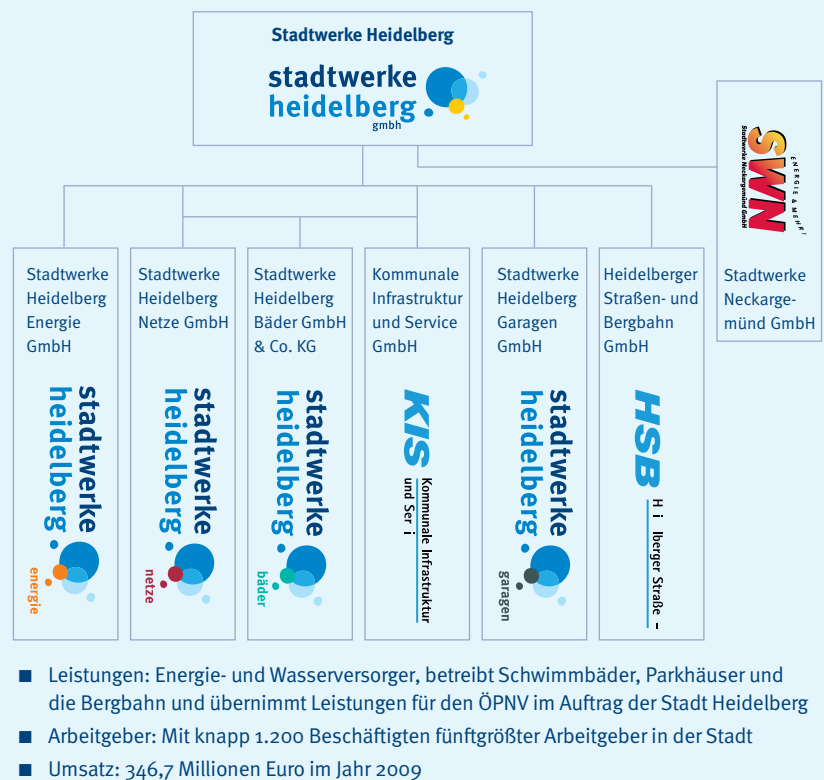 Stadtwerke Heidelberg
stadtwerke
heidelberg
gmbh
ENERGIE & MEHR!
SWN
Stadtwerke Neckargemünd GmbH
Stadtwerke
Neckarge-
münd GmbH
Stadtwerke
Heidelberg
Energie
GmbH
stadtwerke
heidelberg
energie
Stadtwerke
Heidelberg
Netze GmbH
stadtwerke
heidelberg
netze
Stadtwerke
Heidelberg
Bäder GmbH
& Co. KG
stadtwerke
heidelberg
bäder
Kommunale
Infrastruktur
und Service
GmbH
KIS
Kommunale Infrastruktur
und Ser i
Stadtwerke
Heidelberg
Garagen
GmbH
stadtwerke
heidelberg
garagen
Heidelberger
Straßen- und
Bergbahn
GmbH
HSB
H i lberger Straße –
■ Leistungen: Energie- und Wasserversorger, betreibt Schwimmbäder, Parkhäuser und
die Bergbahn und übernimmt Leistungen für den ÖPNV im Auftrag der Stadt Heidelberg
■ Arbeitgeber: Mit knapp 1.200 Beschäftigten fünftgrößter Arbeitgeber in der Stadt
■ Umsatz: 346,7 Millionen Euro im Jahr 2009